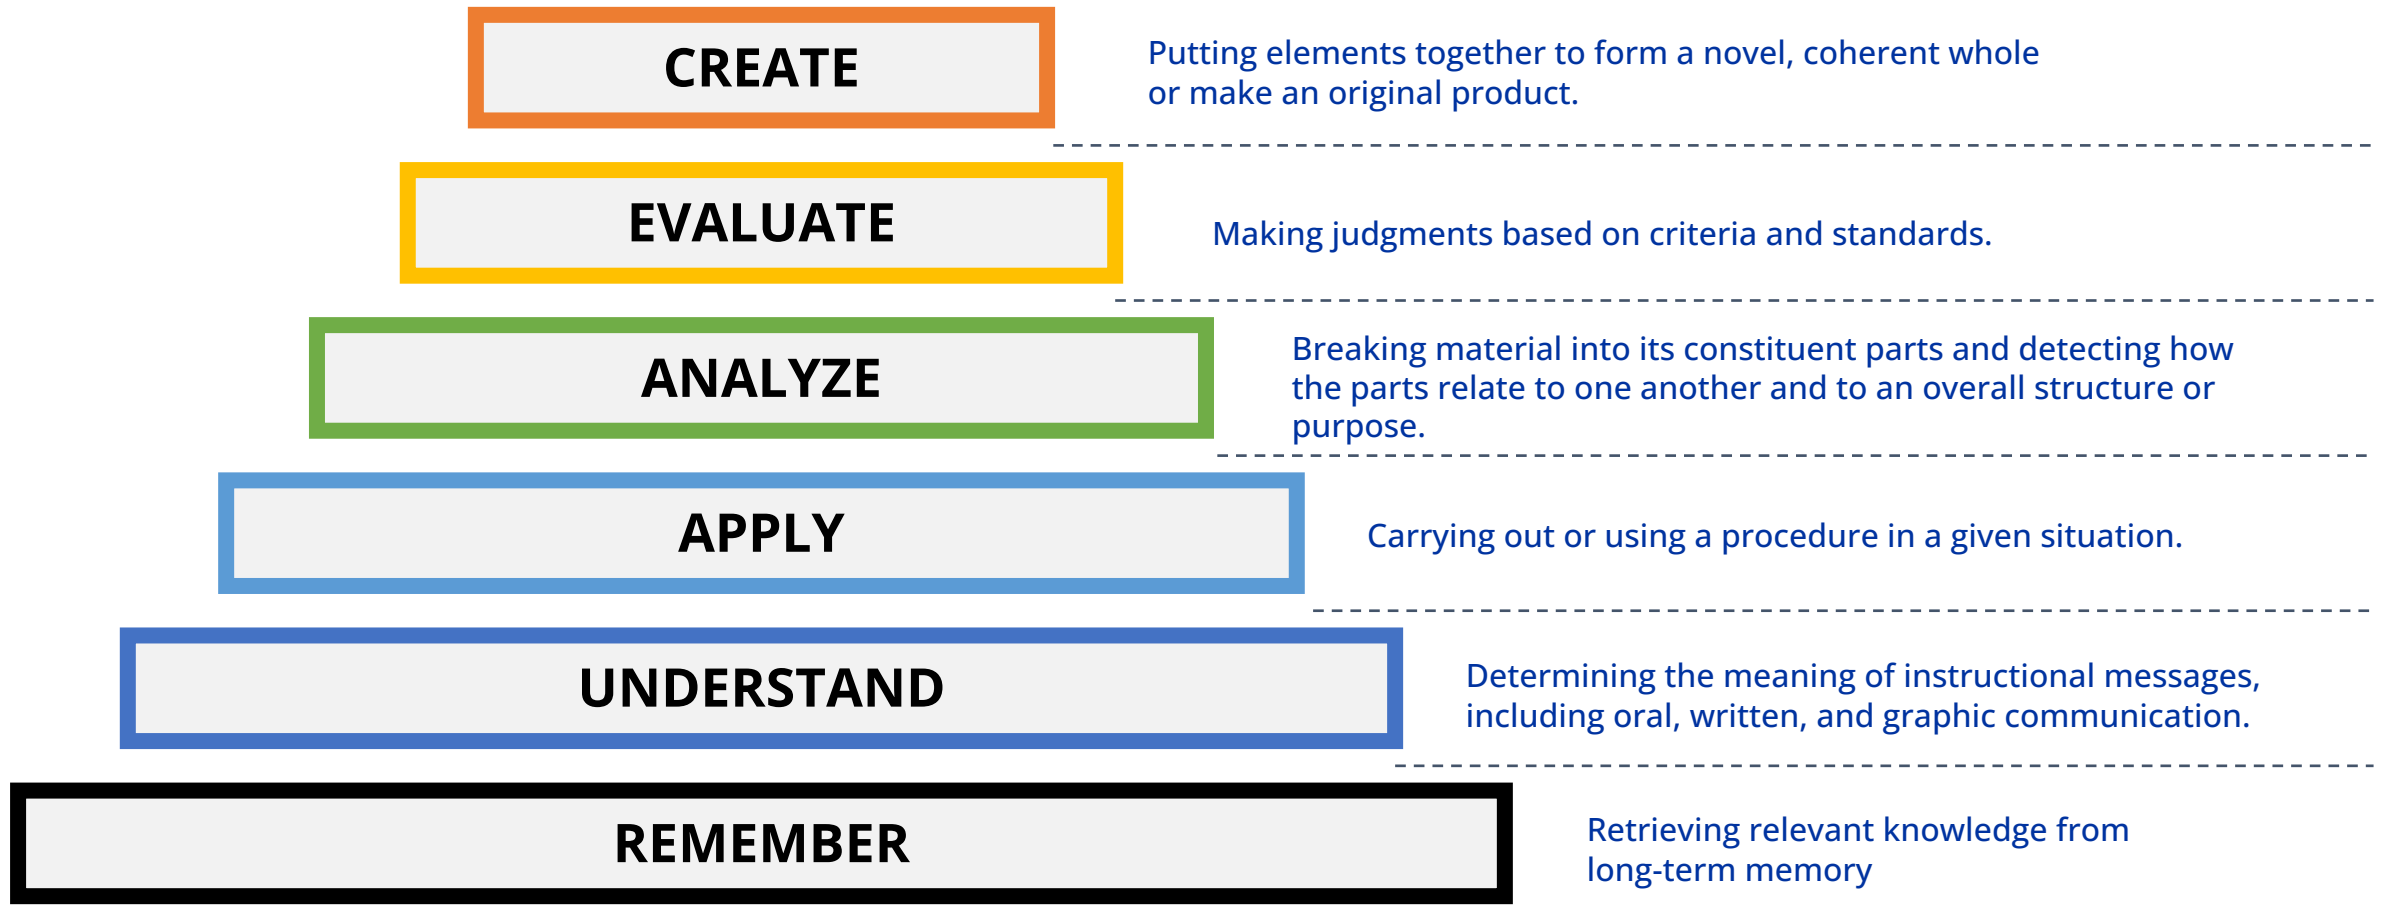 CREATE
Putting elements together to form a novel, coherent whole
or make an original product.
EVALUATE
Making judgments based on criteria and standards.
ANALYZE
Breaking material into its constituent parts and detecting how
the parts relate to one another and to an overall structure or
purpose.
APPLY
Carrying out or using a procedure in a given situation.
UNDERSTAND
Determining the meaning of instructional messages,
including oral, written, and graphic communication.
REMEMBER
Retrieving relevant knowledge from
long-term memory